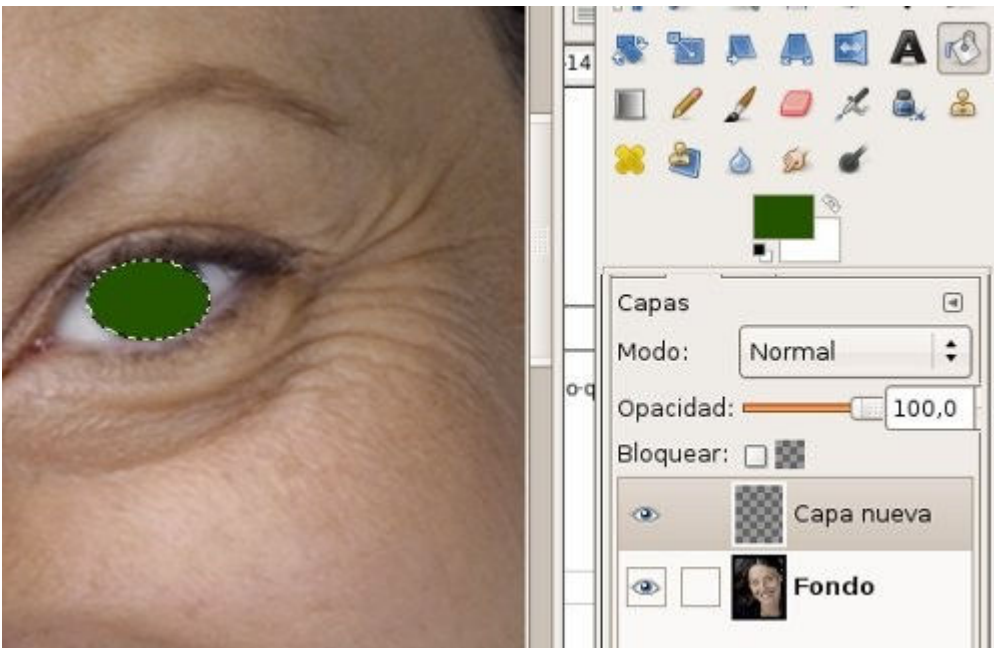 14
Capas
Modo: Normal
Opacidad: 100,0
Bloquear:
Capa nueva
Fondo